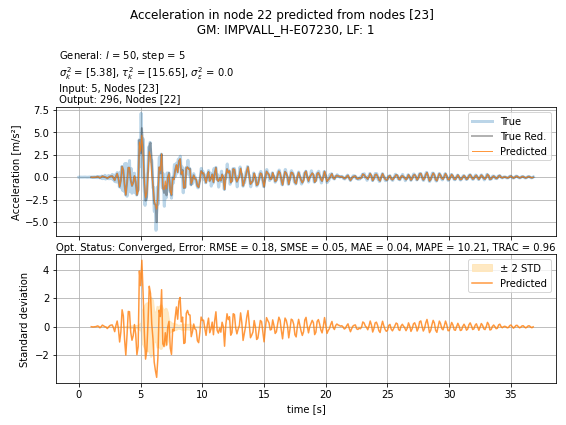 Acceleration in node 22 predicted from nodes [23]
GM: IMPVALL_H-E07230, LF: 1
General: l = 50, step = 5
σ²ₖ = [5.38], τ²ₖ = [15.65], σ²ε = 0.0
Input: 5, Nodes [23]
Output: 296, Nodes [22]
7.5
5.0
2.5
0.0
−2.5
−5.0
Acceleration [m/s²]
True
True Red.
Predicted
Opt. Status: Converged, Error: RMSE = 0.18, SMSE = 0.05, MAE = 0.04, MAPE = 10.21, TRAC = 0.96
4
2
0
−2
Standard deviation
± 2 STD
Predicted
0 5 10 15 20 25 30 35
time [s]